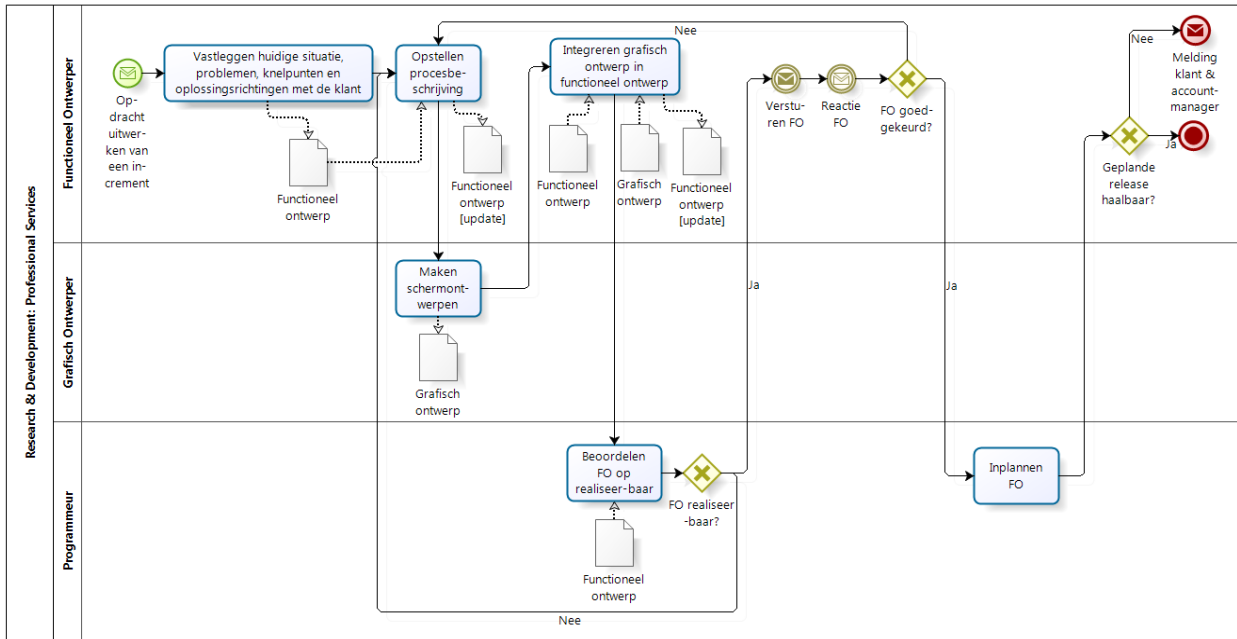 Research & Development: Professional Services
Functioneel Ontwerper
Op-
dracht
uitwer-
ken van
een in-
crement
Vastleggen huidige situatie,
problemen, knelpunten en
oplossingsrichtingen met de klant
Functioneel
ontwerp
Opstellen
procesbe-
schrijving
Functioneel
ontwerp
[update]
Integreren grafisch
ontwerp in
functioneel ontwerp
Functioneel
ontwerp
Grafisch
ontwerp
Functioneel
ontwerp
[update]
Nee
Verstu-
ren FO
Reactie
FO
FO goed-
gekeurd?
Nee
Melding
klant &
account-
manager
Ja
Geplande
release
haalbaar?
Grafisch Ontwerper
Maken
schermont-
werpen
Grafisch
ontwerp
Ja
Ja
Programmeur
Beoordelen
FO op
realiseer-baar
FO realiseer
-baar?
Functioneel
ontwerp
Nee
Inplannen
FO